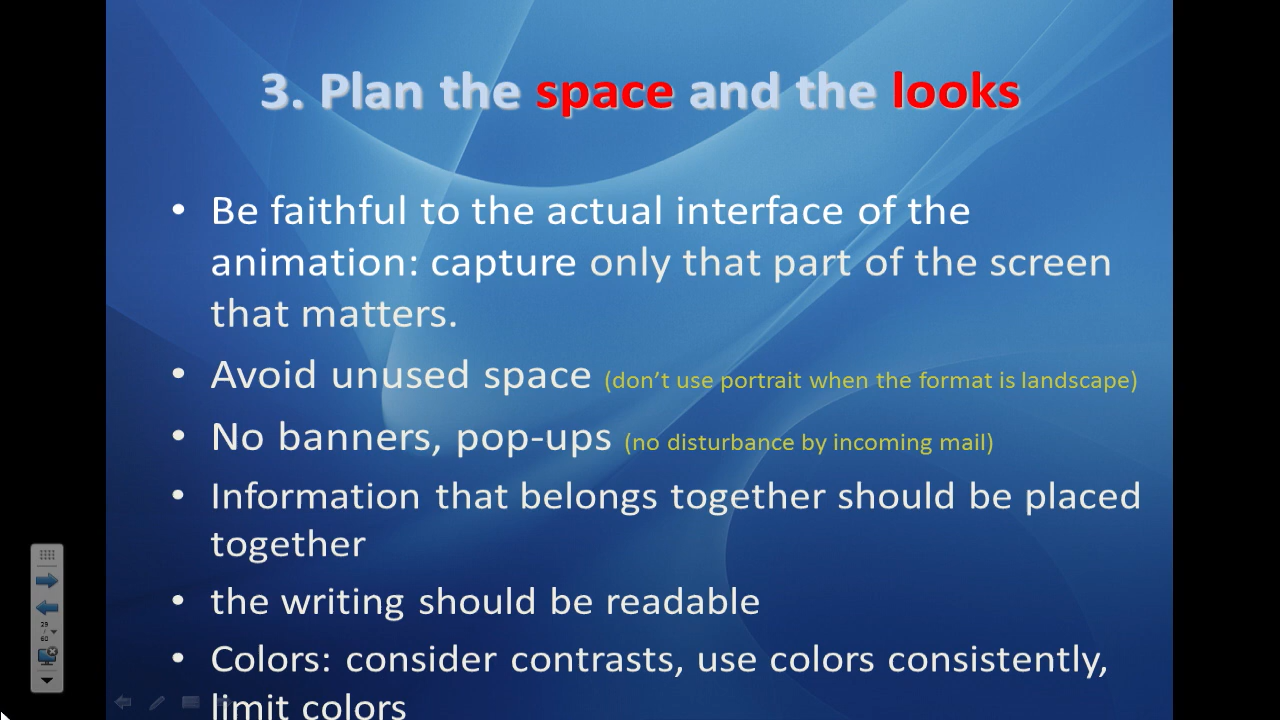 3. Plan the space and the looks
• Be faithful to the actual interface of the
animation: capture only that part of the screen
that matters.
• Avoid unused space (don’t use portrait when the format is landscape)
• No banners, pop-ups (no disturbance by incoming mail)
• Information that belongs together should be placed
together
• the writing should be readable
• Colors: consider contrasts, use colors consistently,
limit colors
29
/
60